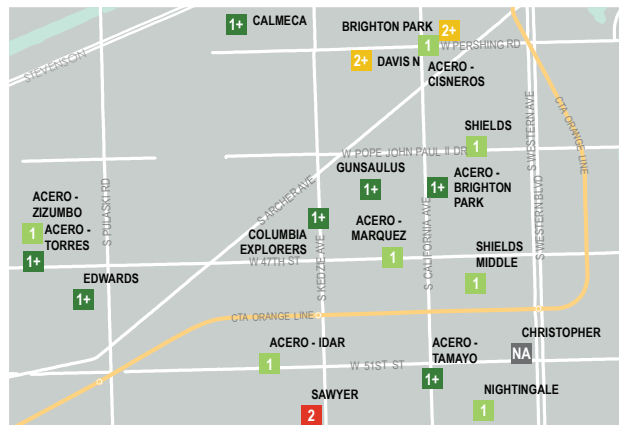 1+
CALMECA
BRIGHTON PARK
2+
1
W PERSHING RD
2+
DAVIS N
ACERO -
CISNEROS
STEVENSON
CTA ORANGE LINE
SHIELDS
1
W POPE JOHN PAUL II DR
S WESTERN AVE
GUNSAULUS
1+
1+
ACERO -
BRIGHTON
PARK
S PULASKI RD
S ARCHER AVE
ACERO -
ZIZUMBO
1
ACERO -
TORRES
1+
1+
COLUMBIA
EXPLORERS
ACERO -
MARQUEZ
1
W 47TH ST
S KEDZIE AVE
S CALIFORNIA AVE
S WESTERN BLVD
SHIELDS
MIDDLE
1
EDWARDS
1+
CTA ORANGE LINE
CHRISTOPHER
NA
ACERO - IDAR
1
W 51ST ST
ACERO -
TAMAYO
1+
SAWYER
2
NIGHTINGALE
1